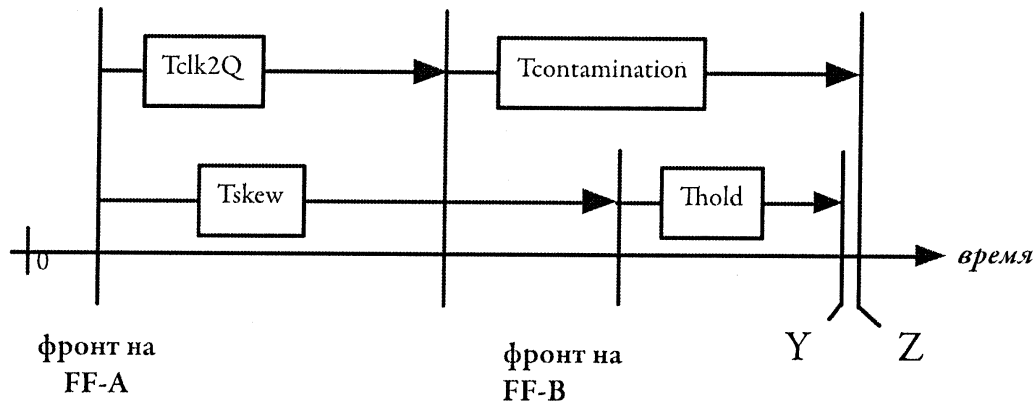 Tclk2Q
Tcontamination
Tskew
Thold
0
время
фронт на
FF-A
фронт на
FF-B
Y
Z